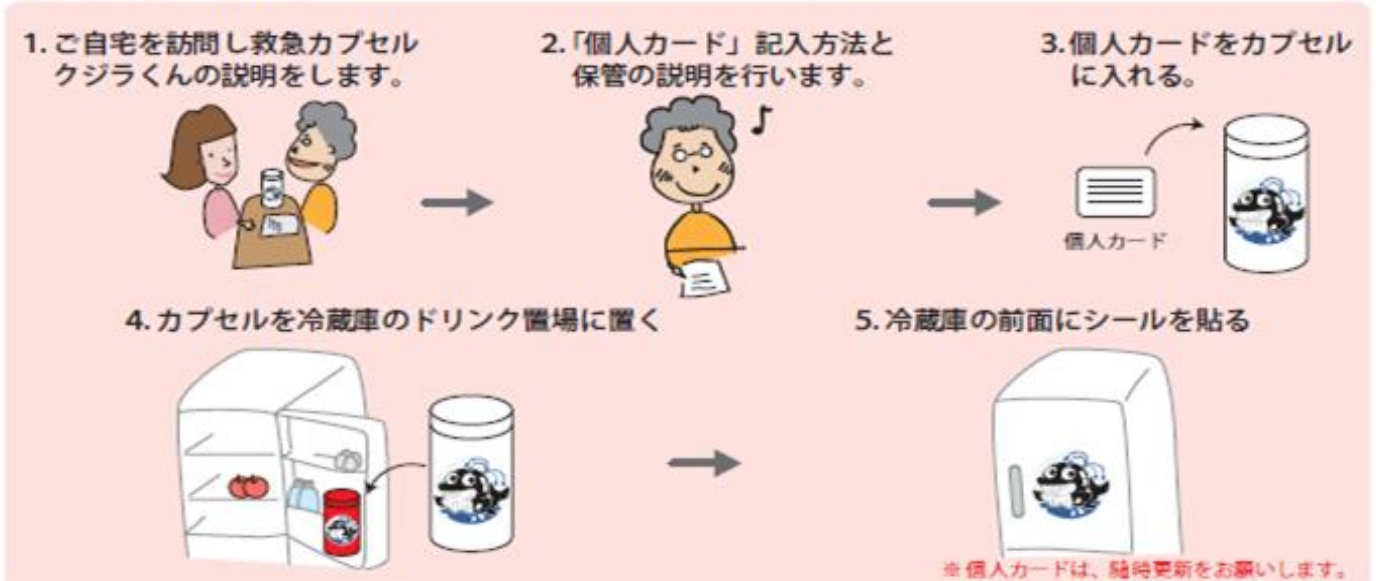 1. ご自宅を訪問し救急カプセル
クジラくんの説明をします。
2.「個人カード」記入方法と
保管の説明を行います。
3.個人カードをカプセル
に入れる。
個人カード
4. カプセルを冷蔵庫のドリンク置場に置く
5. 冷蔵庫の前面にシールを貼る
※個人カードは、随時更新をお願いします。